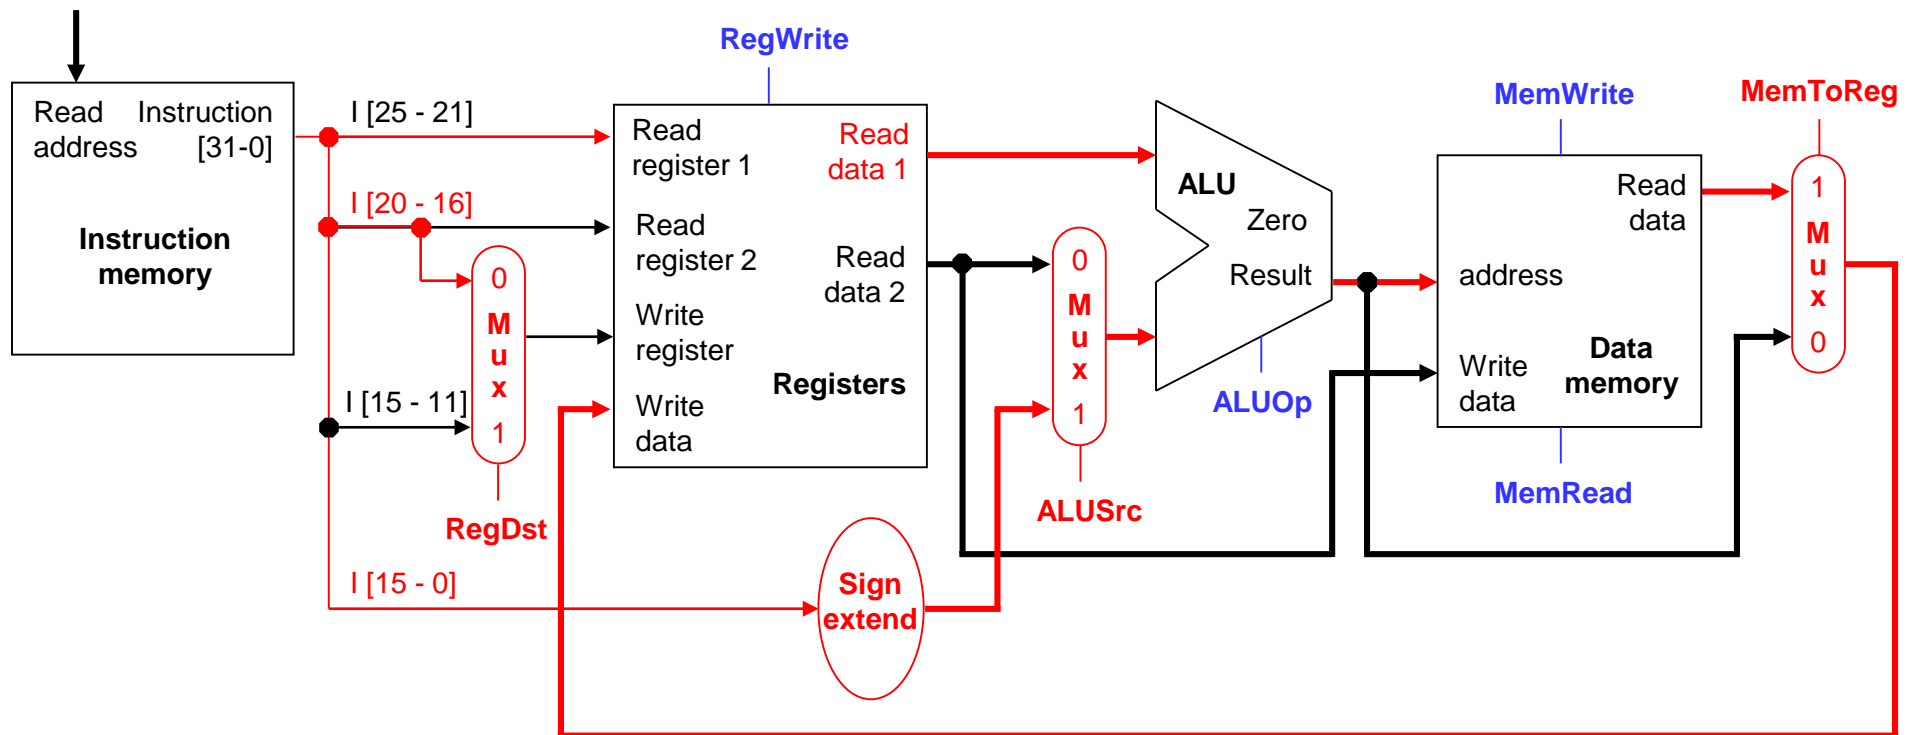 Read Instruction
address [31-0]
Instruction
memory
I [25 - 21]
I [20 - 16]
I [15 - 11]
I [15 - 0]
0
M
u
x
1
RegDst
RegWrite
Read
register 1
Read
data 1
Read
register 2
Read
data 2
Write
register
Registers
Write
data
Sign
extend
0
M
u
x
1
ALUSrc
ALU
Zero
Result
ALUOp
MemWrite
Read
data
address
Write
data
Data
memory
MemRead
MemToReg
1
M
u
x
0